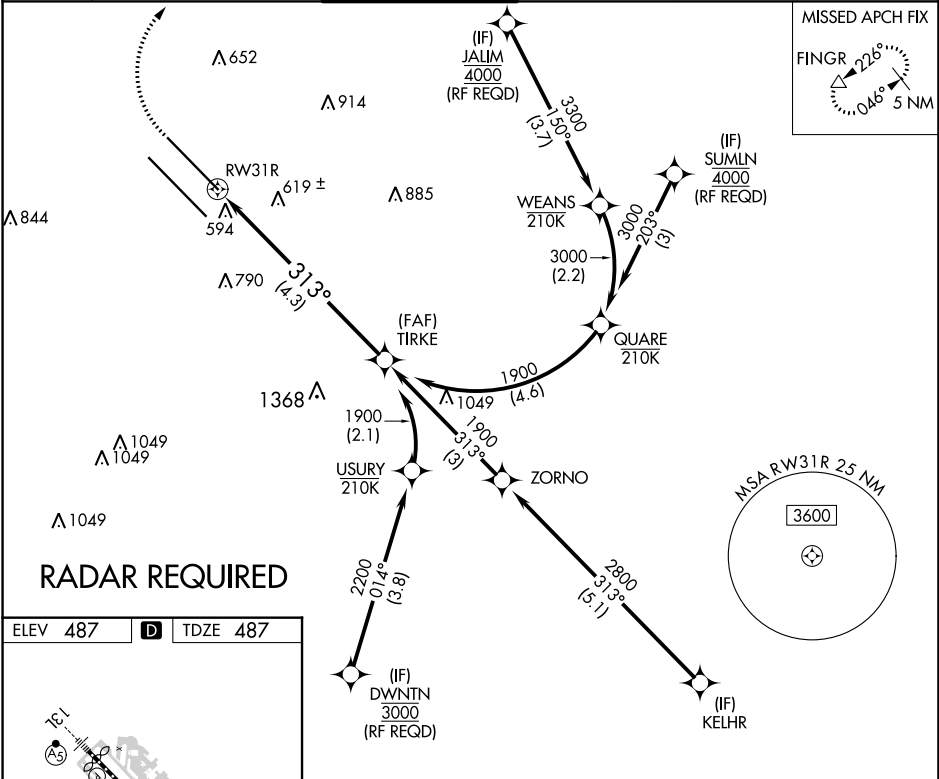 MISSED APCH FIX
FINGR
226°
046°
5 NM
(IF)
JALIM
4000
(RF REQD)
652
914
3300
150°
(3.7)
(IF)
SUMLN
4000
(RF REQD)
RW31R
619 ±
885
594
844
WEANS
210K
3000
203°
(3)
3000
(2.2)
790
313°
(4.3)
(FAF)
TIRKE
QUARE
210K
1900
(4.6)
1368
1049
1900
(2.1)
1900
313°
(3)
1049
1049
USURY
210K
ZORNO
MSA RW31R 25 NM
3600
1049
RADAR REQUIRED
2200
014°
(3.8)
2800
313°
(5.1)
ELEV 487
D
TDZE 487
(IF)
DWNTN
3000
(RF REQD)
(IF)
KELHR
13L
A5